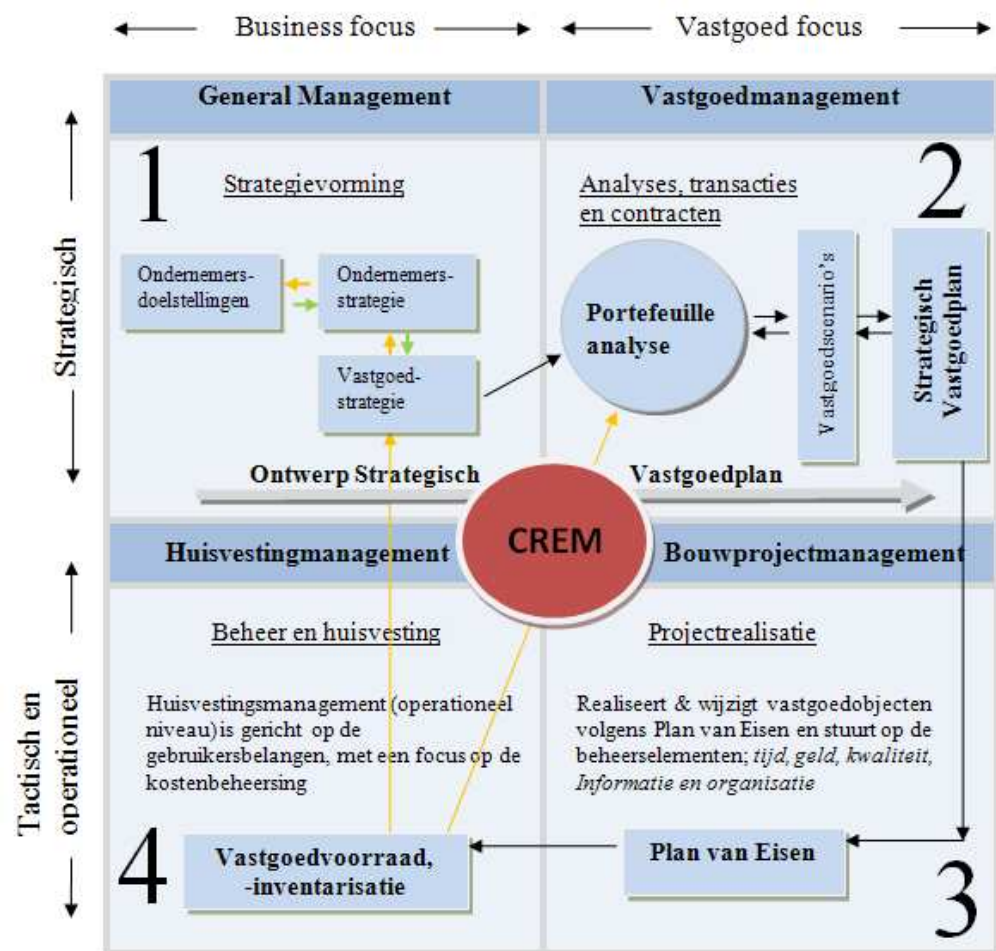 Business focus
Vastgoed focus
Strategisch
Tactisch en
operationeel
General Management
1
Strategievorming
Ondernemers-
doelstellingen
Ondernemers-
strategie
Vastgoed-
strategie
Vastgoedmanagement
2
Analyses, transacties
en contracten
Portefeuille
analyse
Vastgoedscenario's
Strategisch
Vastgoedplan
Ontwerp Strategisch
Vastgoedplan
CREM
Huisvestingmanagement
Beheer en huisvesting
Huisvestingsmanagement (operationeel
niveau) is gericht op de
gebruikersbelangen, met een focus op de
kostenbeheersing
4
Vastgoedvoorraad,
-inventarisatie
Bouwprojectmanagement
Projectrealisatie
Realiseert & wijzigt vastgoedobjecten
volgens Plan van Eisen en stuurt op de
beheerselementen; tijd, geld, kwaliteit,
Informatie en organisatie
Plan van Eisen
3